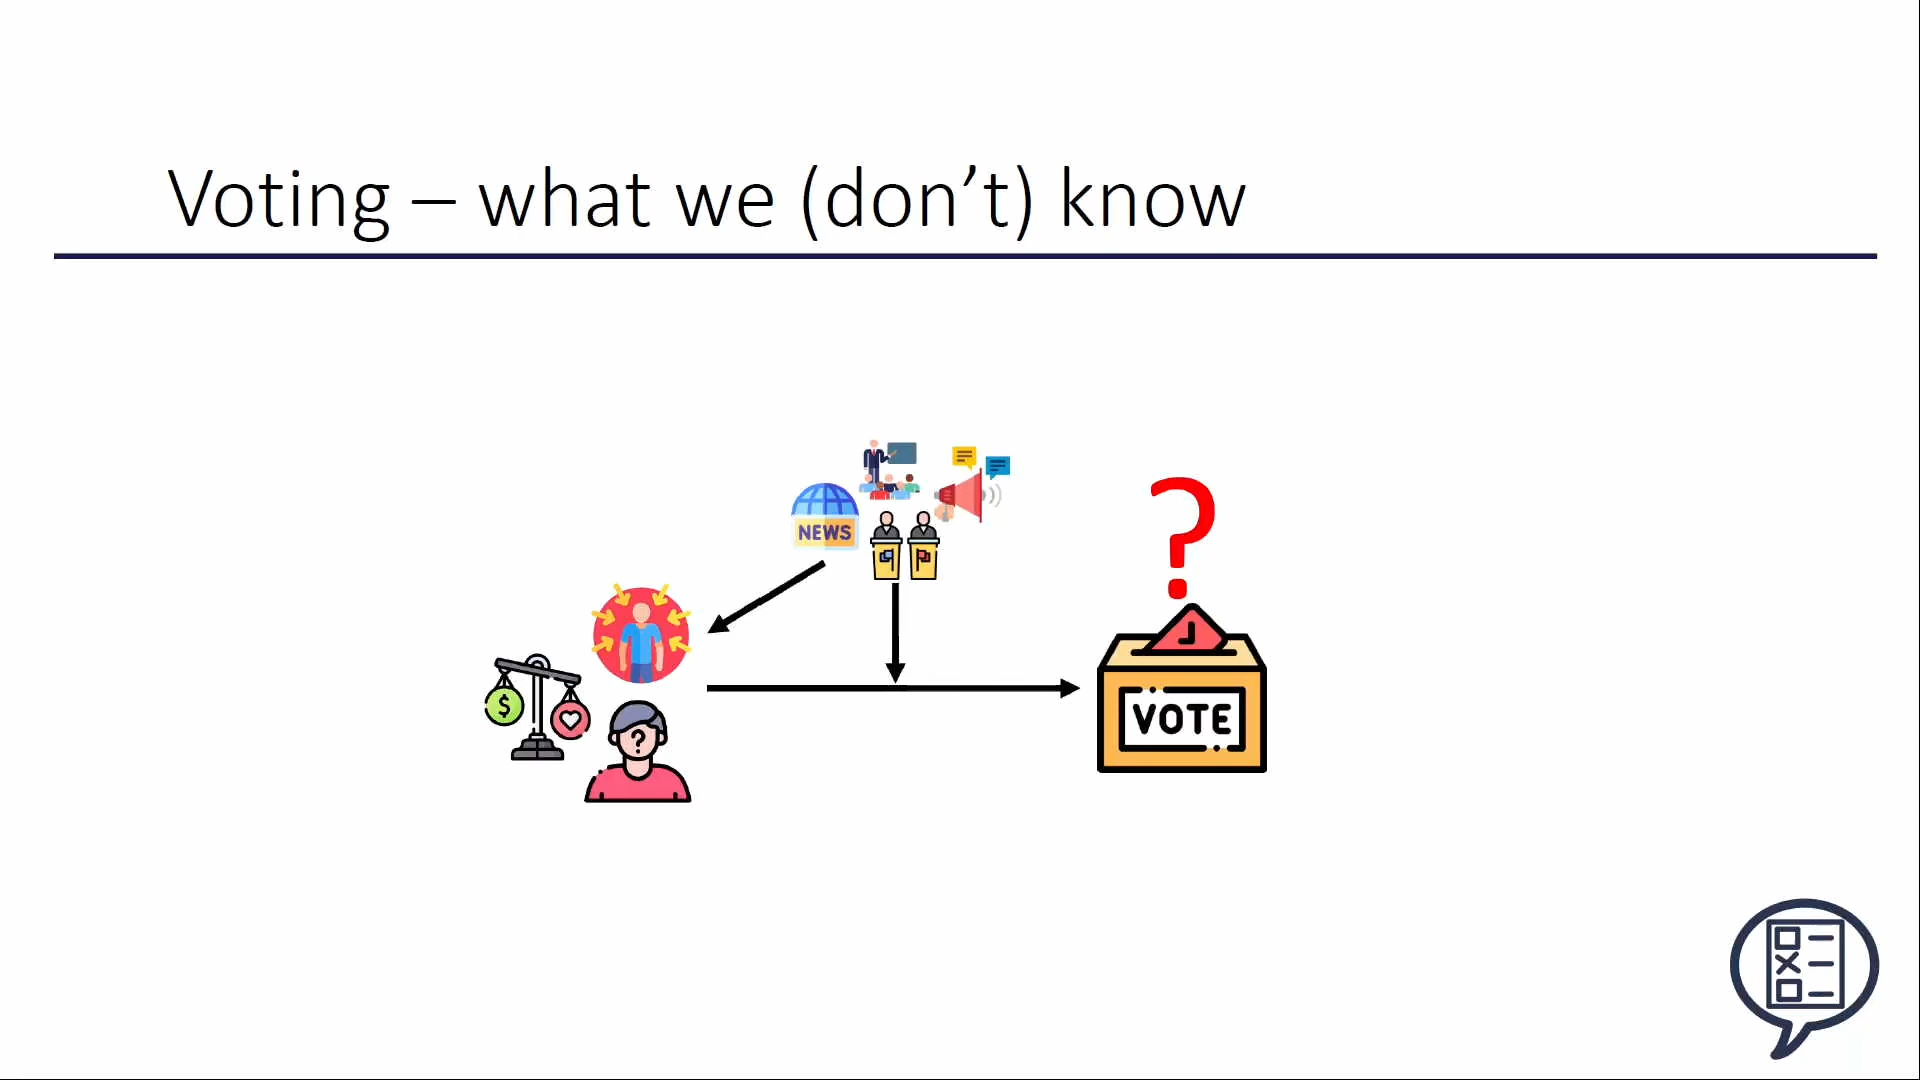 Voting – what we (don’t) know
NEWS
?
$
?
VOTE